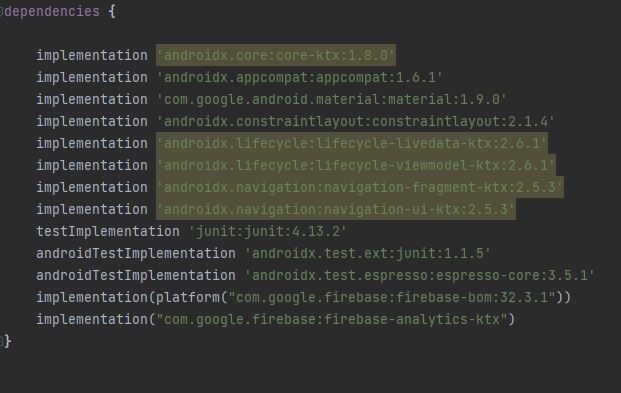 dependencies {
implementation 'androidx.core:core-ktx:1.8.0'
implementation 'androidx.appcompat:appcompat:1.6.1'
implementation 'com.google.android.material:material:1.9.0'
implementation 'androidx.constraintlayout:constraintlayout:2.1.4'
implementation 'androidx.lifecycle:lifecycle-livedata-ktx:2.6.1'
implementation 'androidx.lifecycle:lifecycle-viewmodel-ktx:2.6.1'
implementation 'androidx.navigation:navigation-fragment-ktx:2.5.3'
implementation 'androidx.navigation:navigation-ui-ktx:2.5.3'
testImplementation 'junit:junit:4.13.2'
androidTestImplementation 'androidx.test.ext:junit:1.1.5'
androidTestImplementation 'androidx.test.espresso:espresso-core:3.5.1'
implementation(platform("com.google.firebase:firebase-bom:32.3.1"))
implementation("com.google.firebase:firebase-analytics-ktx")
}